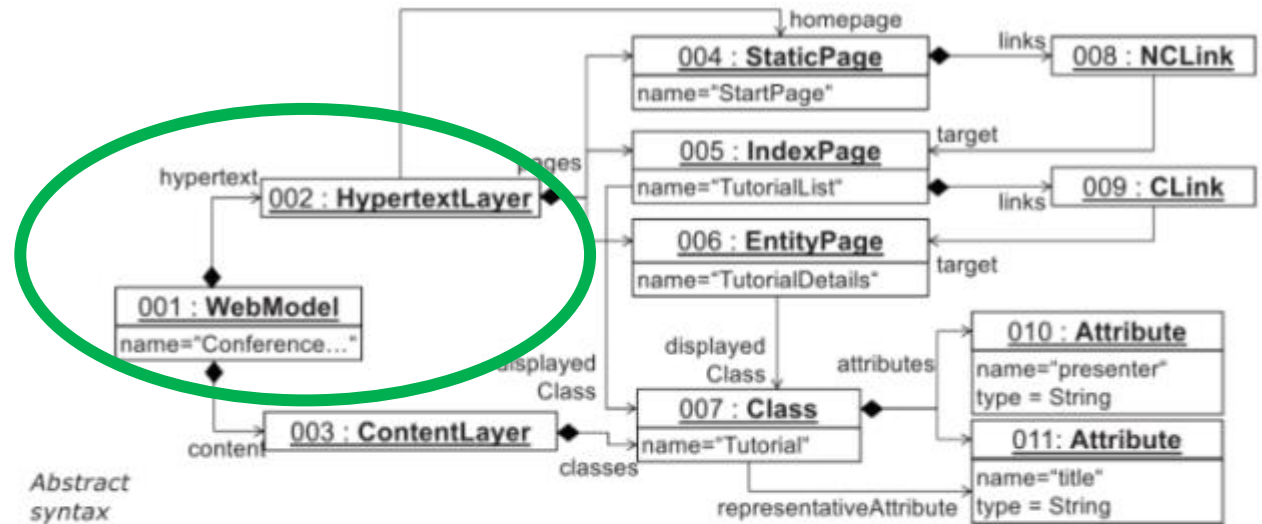 homepage
004 : StaticPage
name="StartPage"
links
008 : NCLink
hypertext
pages
002 : HypertextLayer
005 : IndexPage
name="TutorialList"
target
links
009 : CLink
006 : EntityPage
name="TutorialDetails"
target
001 : WebModel
name="Conference..."
displayed
Class
displayed
Class
attributes
010 : Attribute
name="presenter"
type = String
content
003 : ContentLayer
classes
007 : Class
name="Tutorial"
011: Attribute
name="title"
type = String
representativeAttribute
Abstract
syntax